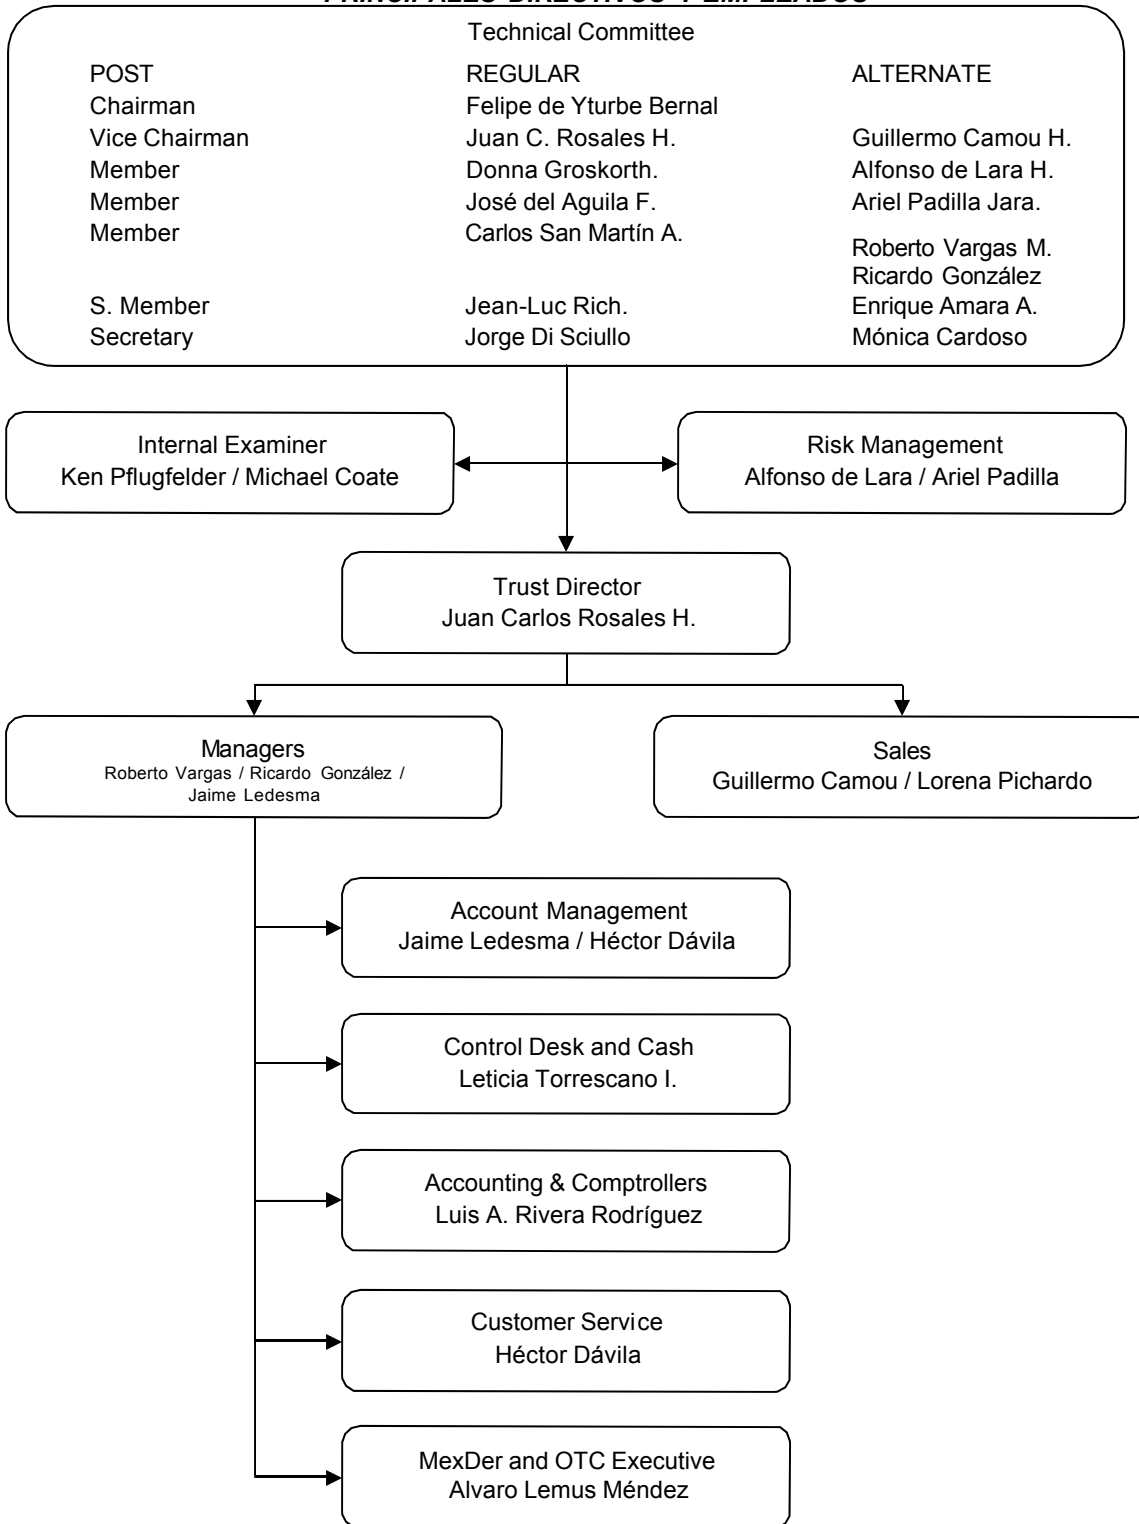 PRINCIPALES DIRECTIVOS Y EMPLEADOS
Technical Committee
POST REGULAR ALTERNATE
Chairman Felipe de Yturbe Bernal
Vice Chairman Juan C. Rosales H. Guillermo Camou H.
Member Donna Groskorth. Alfonso de Lara H.
Member José del Aguila F. Ariel Padilla Jara.
Member Carlos San Martín A. Roberto Vargas M.
Ricardo González
S. Member Jean-Luc Rich. Enrique Amara A.
Secretary Jorge Di Sciullo Mónica Cardoso
Internal Examiner
Ken Pflugfelder / Michael Coate
Risk Management
Alfonso de Lara / Ariel Padilla
Trust Director
Juan Carlos Rosales H.
Managers
Roberto Vargas / Ricardo González /
Jaime Ledesma
Sales
Guillermo Camou / Lorena Pichardo
Account Management
Jaime Ledesma / Héctor Dávila
Control Desk and Cash
Leticia Torrescano I.
Accounting & Comptrollers
Luis A. Rivera Rodríguez
Customer Service
Héctor Dávila
MexDer and OTC Executive
Alvaro Lemus Méndez